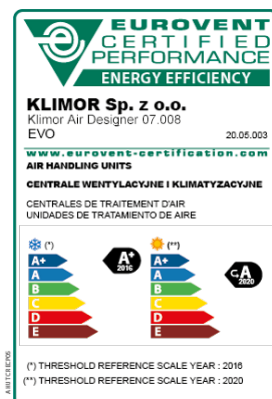 EUROVENT
CERTIFIED
PERFORMANCE
ENERGY EFFICIENCY
KLIMOR Sp. z o.o.
Klimor Air Designer 07.008
EVO 20.05.003
www.eurovent-certification.com
AIR HANDLING UNITS
CENTRALE WENTYLACYJNE I KLIMATYZACYJNE
CENTRALES DE TRAITEMENT D'AIR
UNIDADES DE TRATAMIENTO DE AIRE
(*) (**)
A+ A+ 2016 A+
A A A 2020
B B
C C
D D
E E
(*) THRESHOLD REFERENCE SCALE YEAR : 2016
(**) THRESHOLD REFERENCE SCALE YEAR : 2020